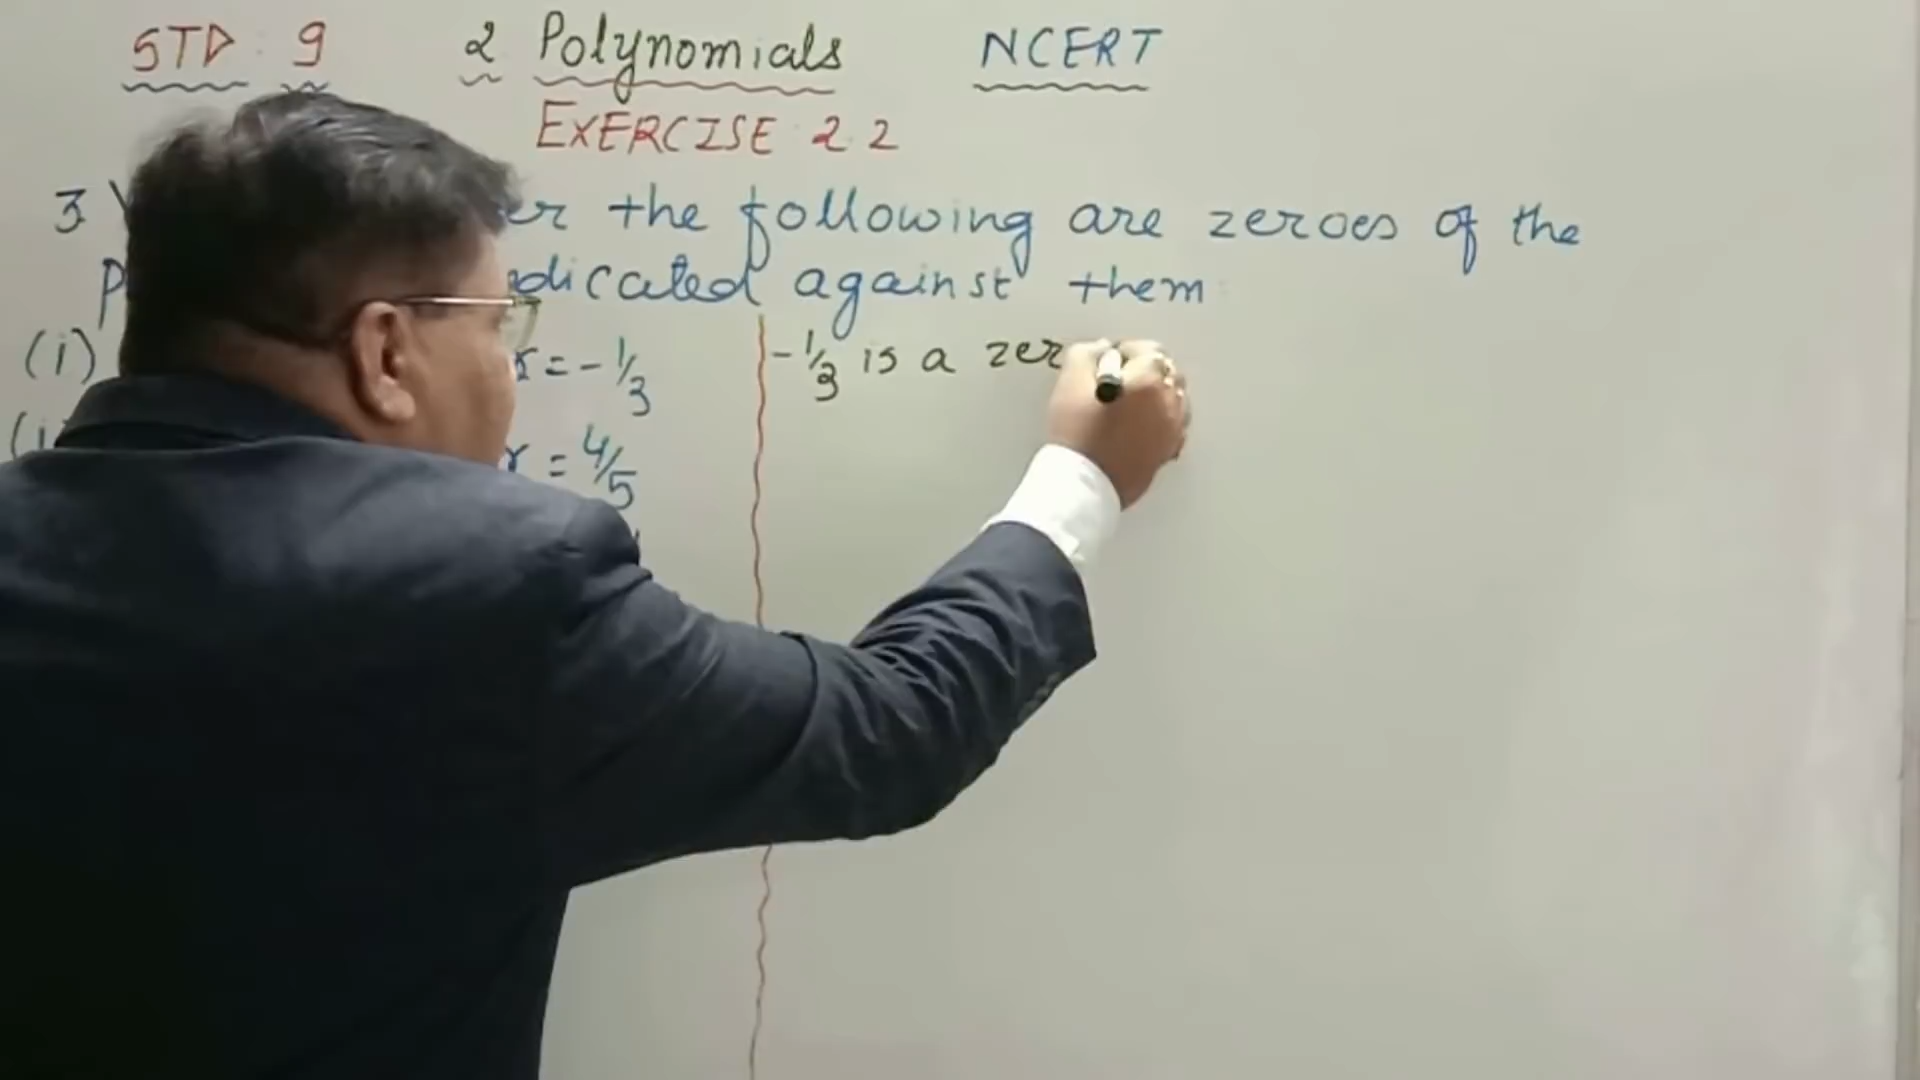 STD : 9 2 Polynomials NCERT
EXERCISE : 2.2
3 the following are zeroes of the
against them :
(i) x = - 1/3 - 1/3 is a zer
x = 4/5